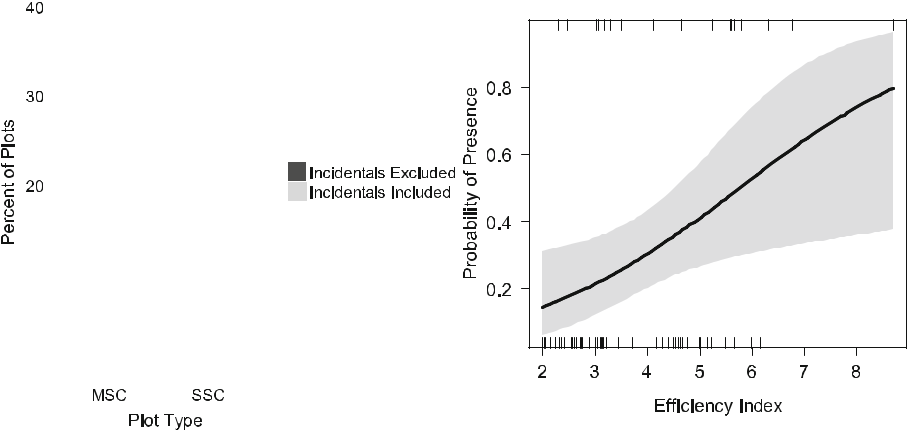 40
30
20
Percent of Plots
MSC SSC
Plot Type
Incidentals Excluded
Incidentals Included
Probability of Presence
0.8
0.6
0.4
0.2
2 3 4 5 6 7 8
Efficiency Index